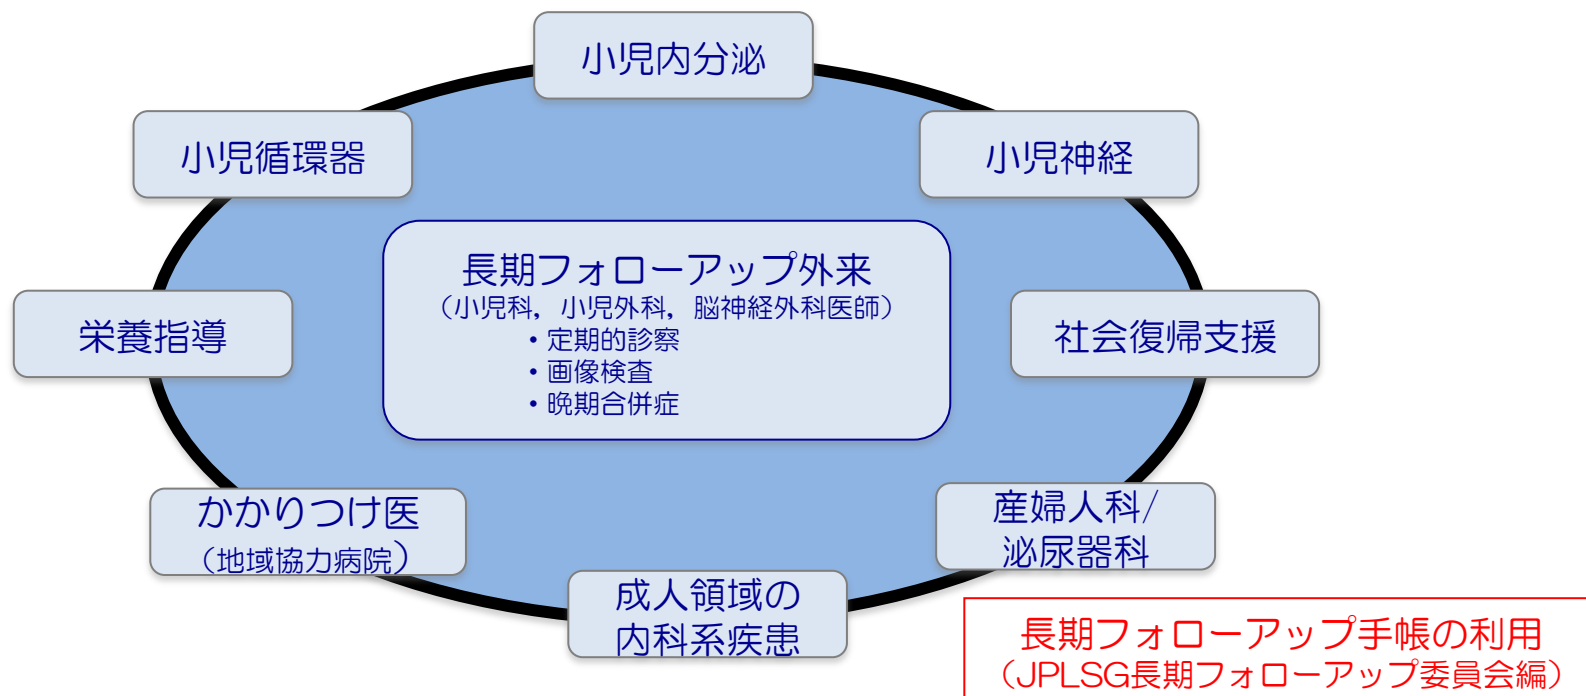 小児内分泌
小児循環器
小児神経
長期フォローアップ外来
（小児科，小児外科，脳神経外科医師）
・定期的診察
・画像検査
・晩期合併症
栄養指導
社会復帰支援
かかりつけ医
（地域協力病院）
産婦人科/
泌尿器科
成人領域の
内科系疾患
長期フォローアップ手帳の利用
（JPLSG長期フォローアップ委員会編）